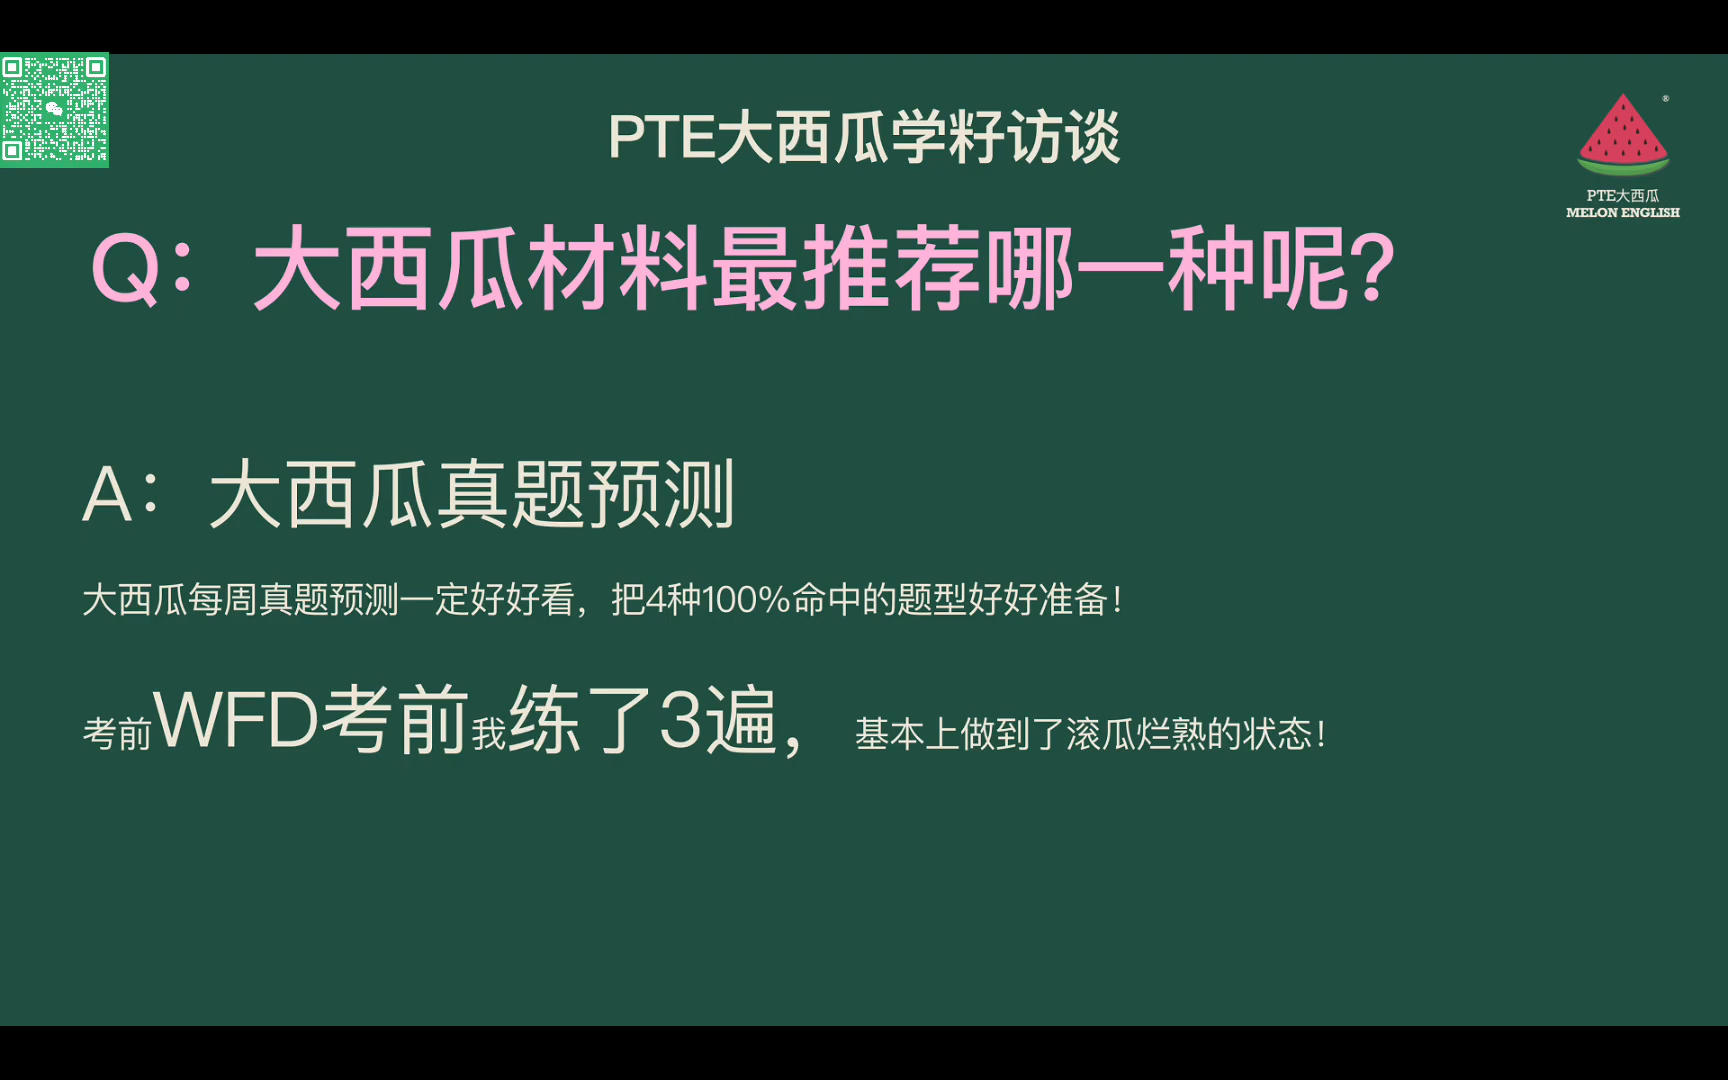 PTE大西瓜学籽访谈
®
PTE大西瓜
MELON ENGLISH
Q：大西瓜材料最推荐哪一种呢？
A：大西瓜真题预测
大西瓜每周真题预测一定好好看，把4种100%命中的题型好好准备！
考前WFD考前我练了3遍，基本上做到了滚瓜烂熟的状态！